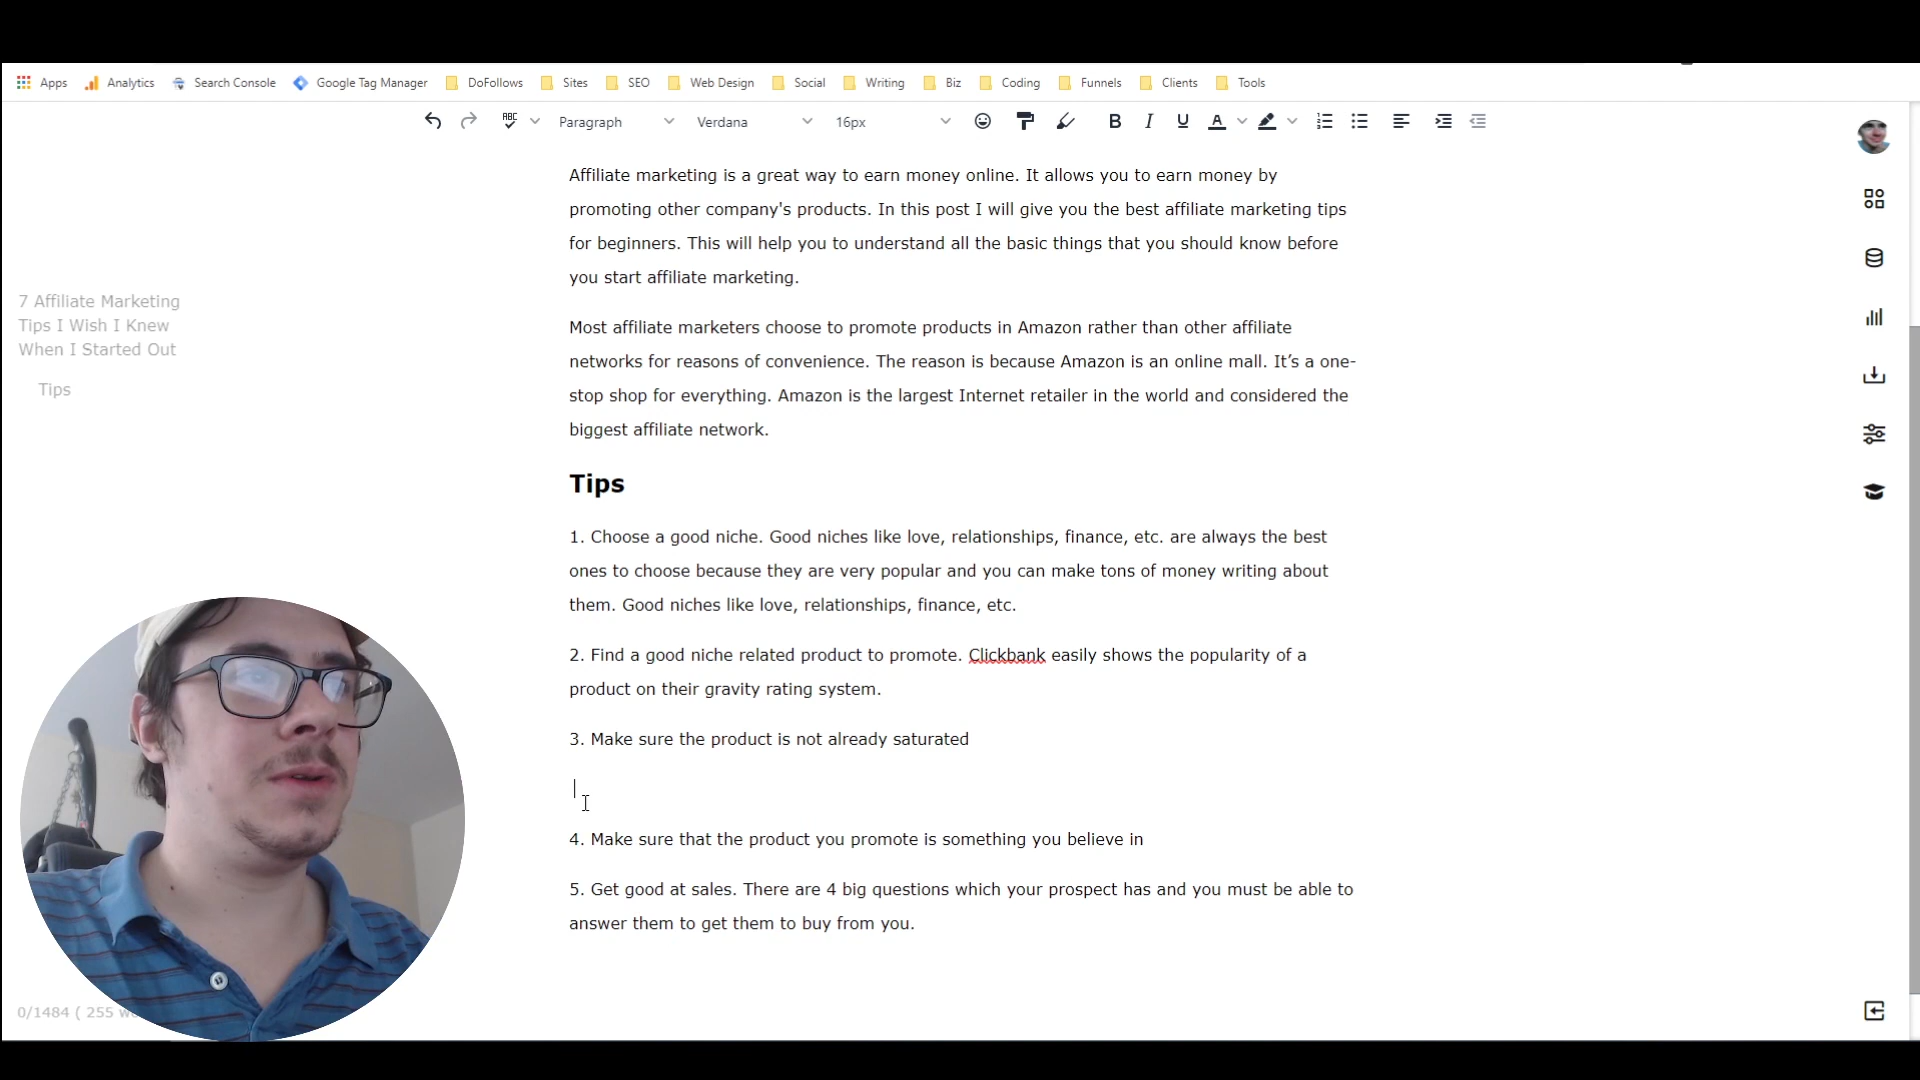 Apps Analytics Search Console Google Tag Manager DoFollows Sites SEO Web Design Social Writing Biz Coding Funnels Clients Tools
ABC Paragraph Verdana 16px B I U A
Affiliate marketing is a great way to earn money online. It allows you to earn money by
promoting other company's products. In this post I will give you the best affiliate marketing tips
for beginners. This will help you to understand all the basic things that you should know before
you start affiliate marketing.
7 Affiliate Marketing
Tips I Wish I Knew
When I Started Out
Tips
Most affiliate marketers choose to promote products in Amazon rather than other affiliate
networks for reasons of convenience. The reason is because Amazon is an online mall. It’s a one-
stop shop for everything. Amazon is the largest Internet retailer in the world and considered the
biggest affiliate network.
Tips
1. Choose a good niche. Good niches like love, relationships, finance, etc. are always the best
ones to choose because they are very popular and you can make tons of money writing about
them. Good niches like love, relationships, finance, etc.
2. Find a good niche related product to promote. Clickbank easily shows the popularity of a
product on their gravity rating system.
3. Make sure the product is not already saturated
4. Make sure that the product you promote is something you believe in
5. Get good at sales. There are 4 big questions which your prospect has and you must be able to
answer them to get them to buy from you.
0/1484 ( 255